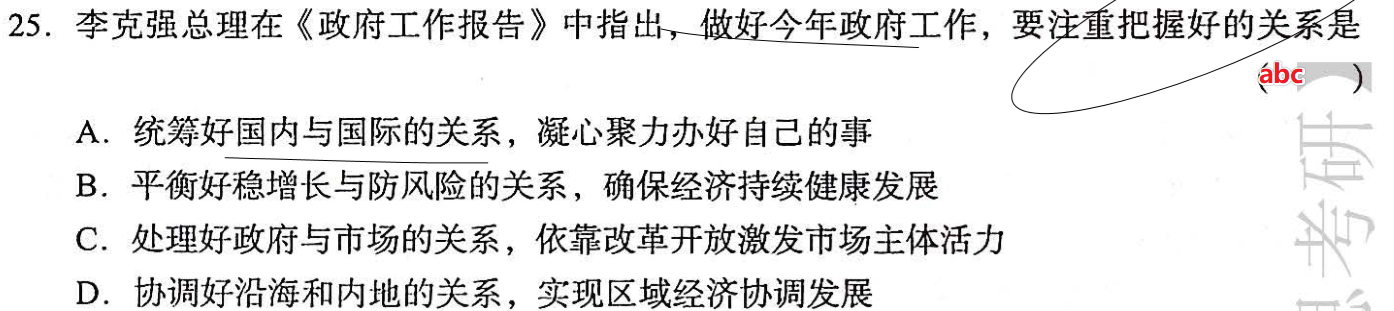 25. 李克强总理在《政府工作报告》中指出，做好今年政府工作，要注重把握好的关系是
(abc )
A. 统筹好国内与国际的关系，凝心聚力办好自己的事
B. 平衡好稳增长与防风险的关系，确保经济持续健康发展
C. 处理好政府与市场的关系，依靠改革开放激发市场主体活力
D. 协调好沿海和内地的关系，实现区域经济协调发展
考研】